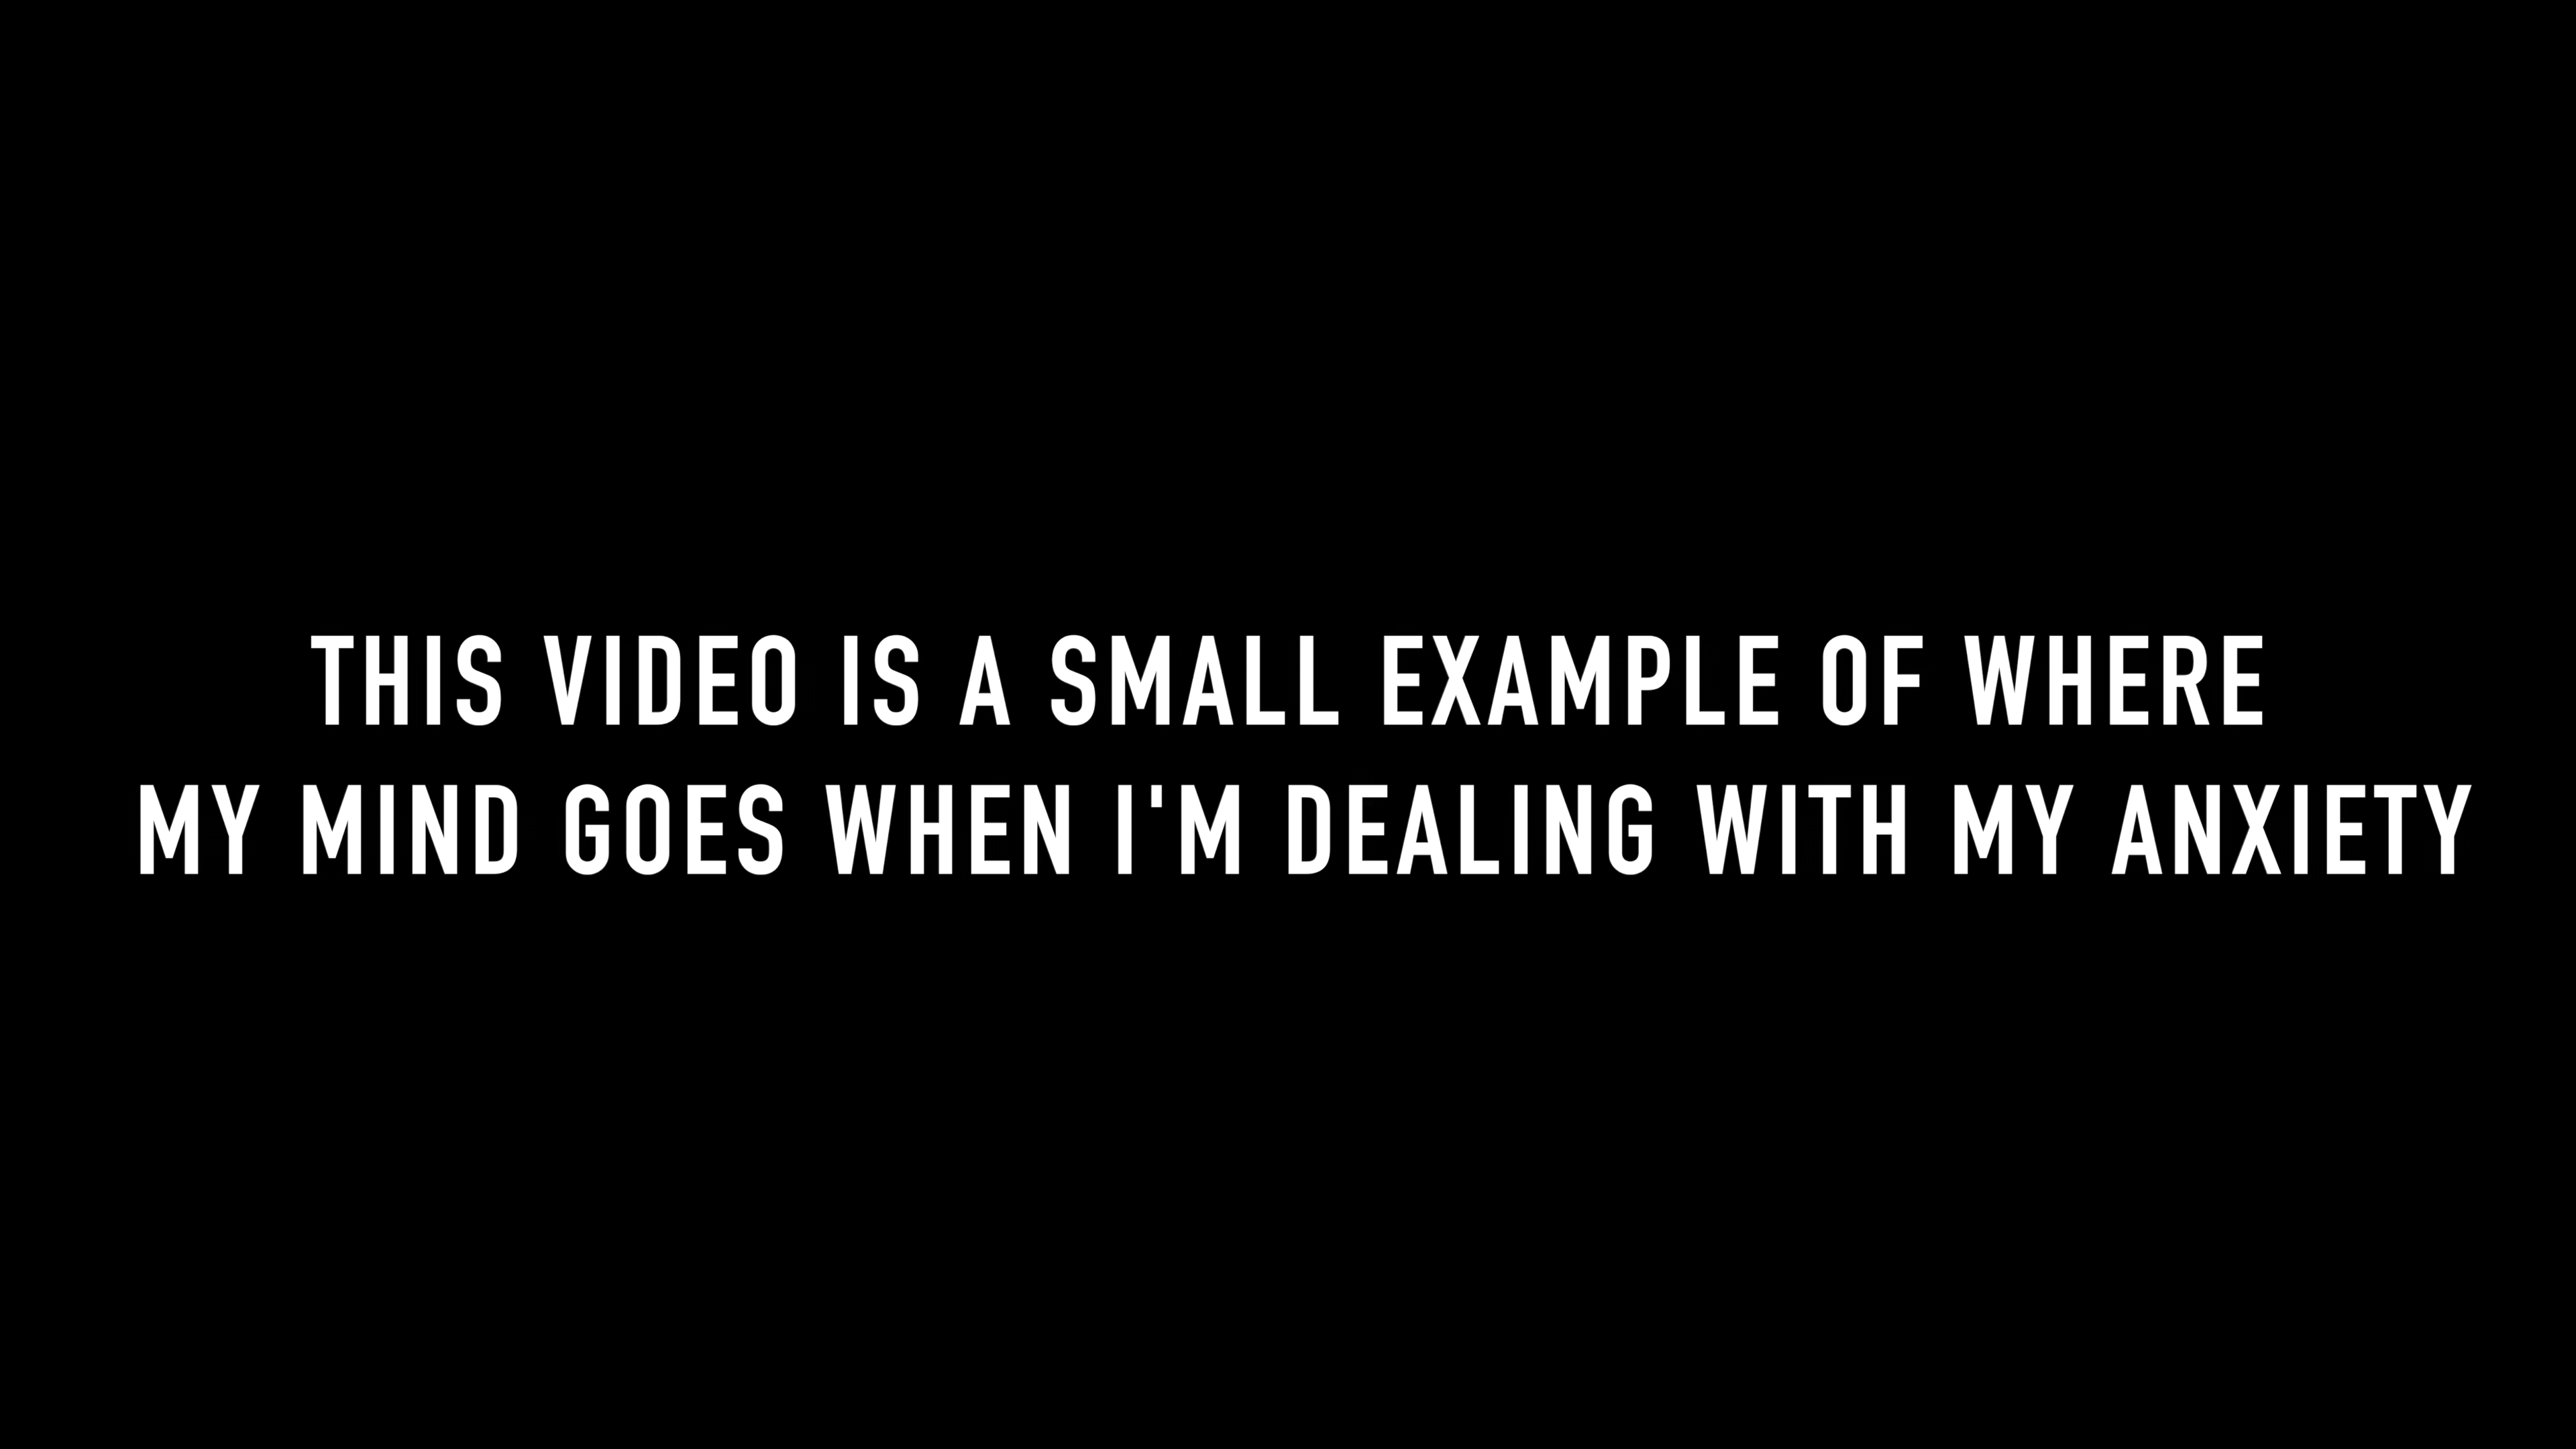 THIS VIDEO IS A SMALL EXAMPLE OF WHERE
MY MIND GOES WHEN I'M DEALING WITH MY ANXIETY